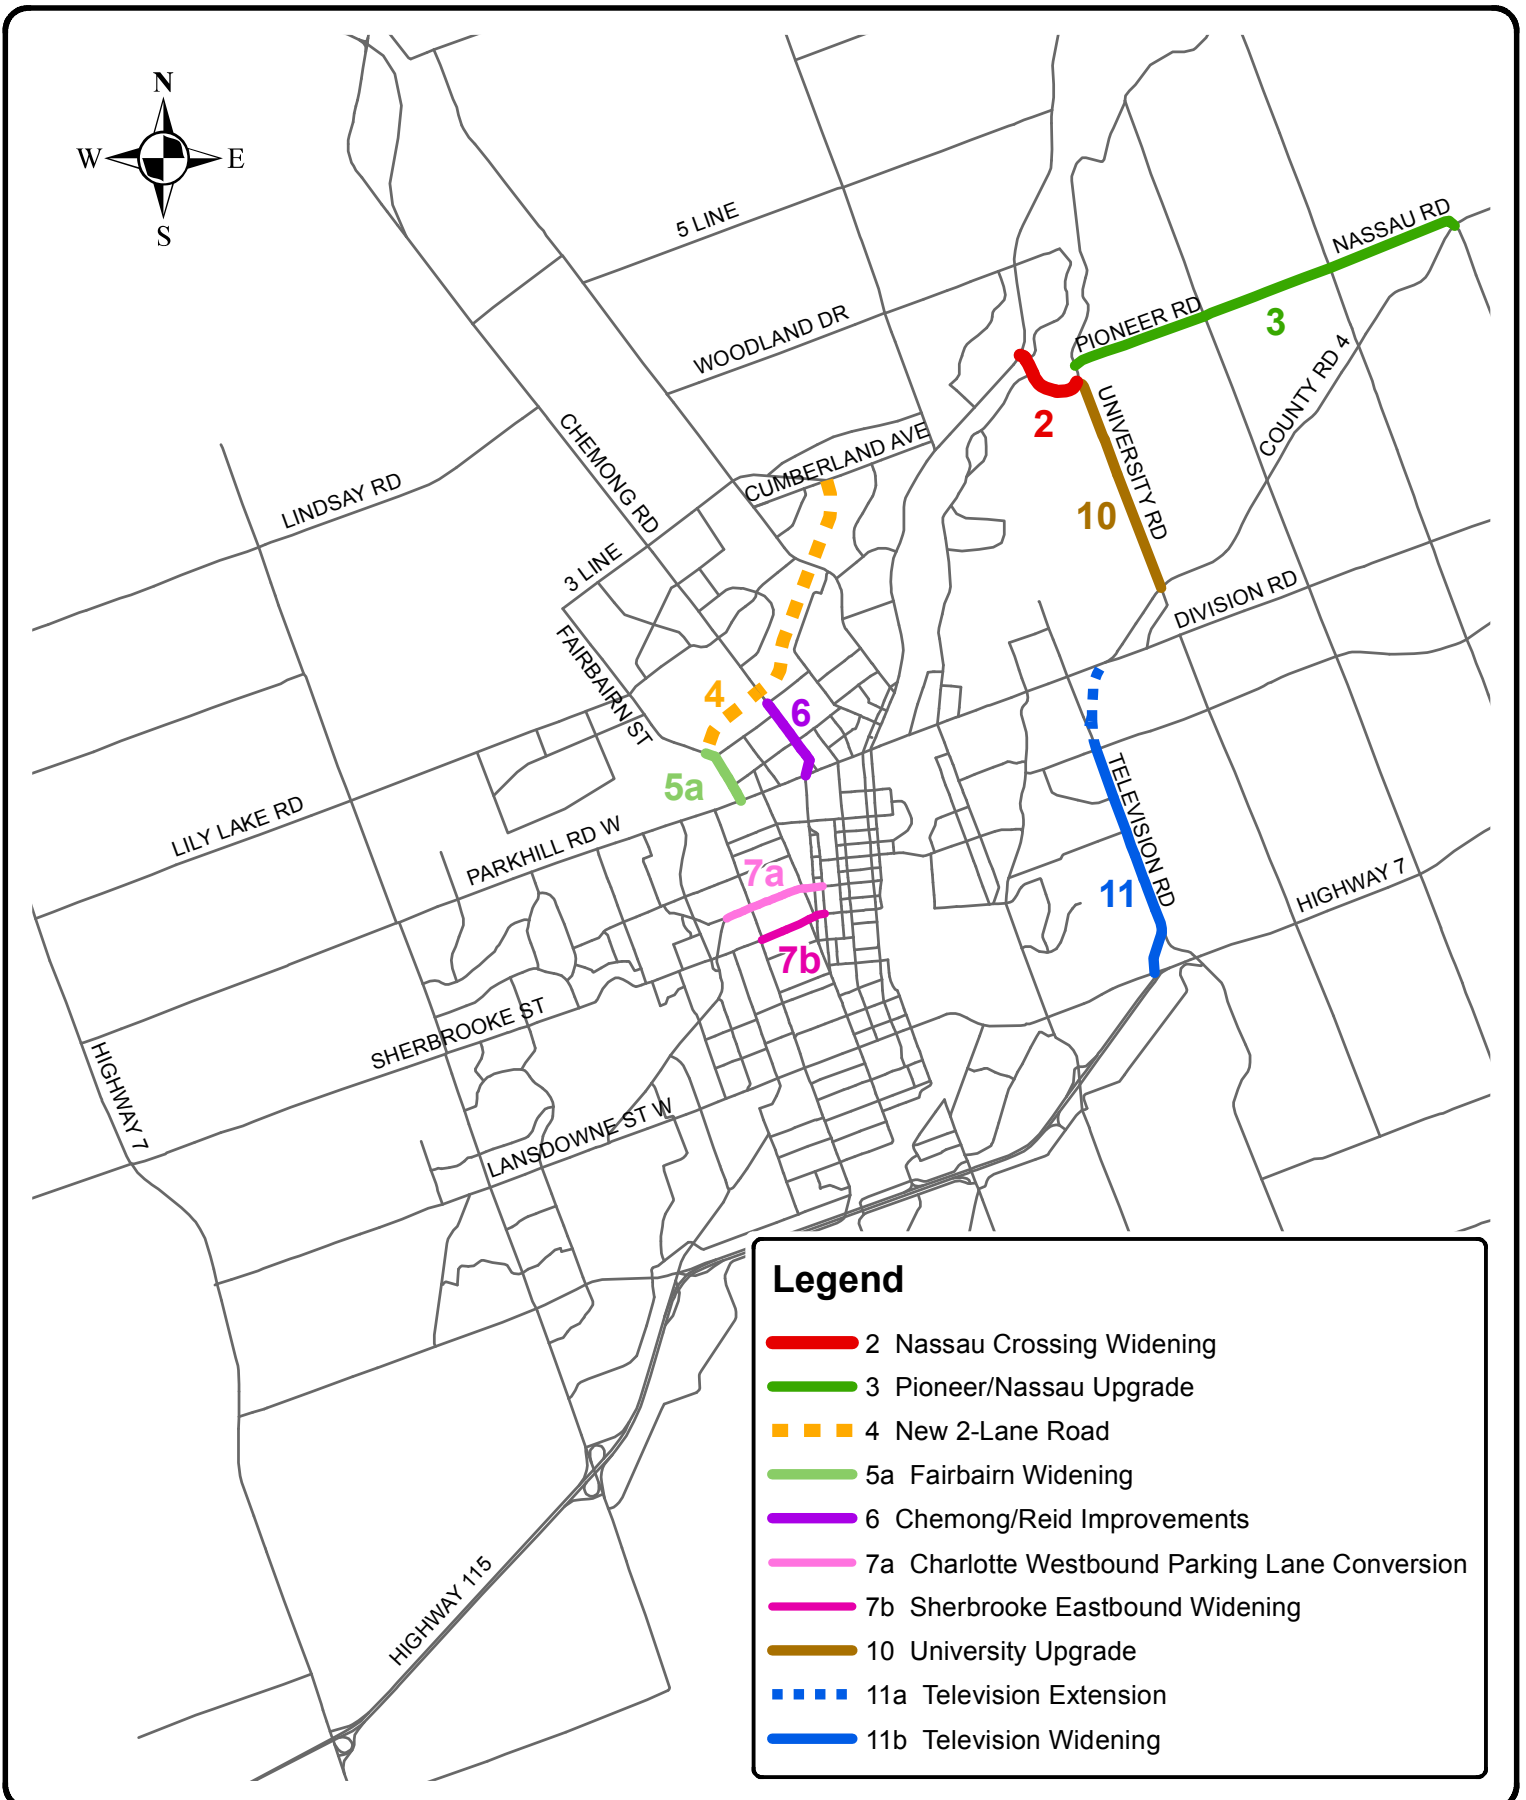 N
W E
S
5 LINE
NASSAU RD
PIONEER RD
3
WOODLAND DR
COUNTY RD 4
2
UNIVERSITY RD
CHEMONG RD
CUMBERLAND AVE
LINDSAY RD
10
3 LINE
DIVISION RD
FAIRBAIRN ST
4
6
5a
TELEVISION RD
LILY LAKE RD
PARKHILL RD W
7a
11
HIGHWAY 7
7b
SHERBROOKE ST
HIGHWAY 7
LANSDOWNE ST W
HIGHWAY 115
Legend
2 Nassau Crossing Widening
3 Pioneer/Nassau Upgrade
4 New 2-Lane Road
5a Fairbairn Widening
6 Chemong/Reid Improvements
7a Charlotte Westbound Parking Lane Conversion
7b Sherbrooke Eastbound Widening
10 University Upgrade
11a Television Extension
11b Television Widening